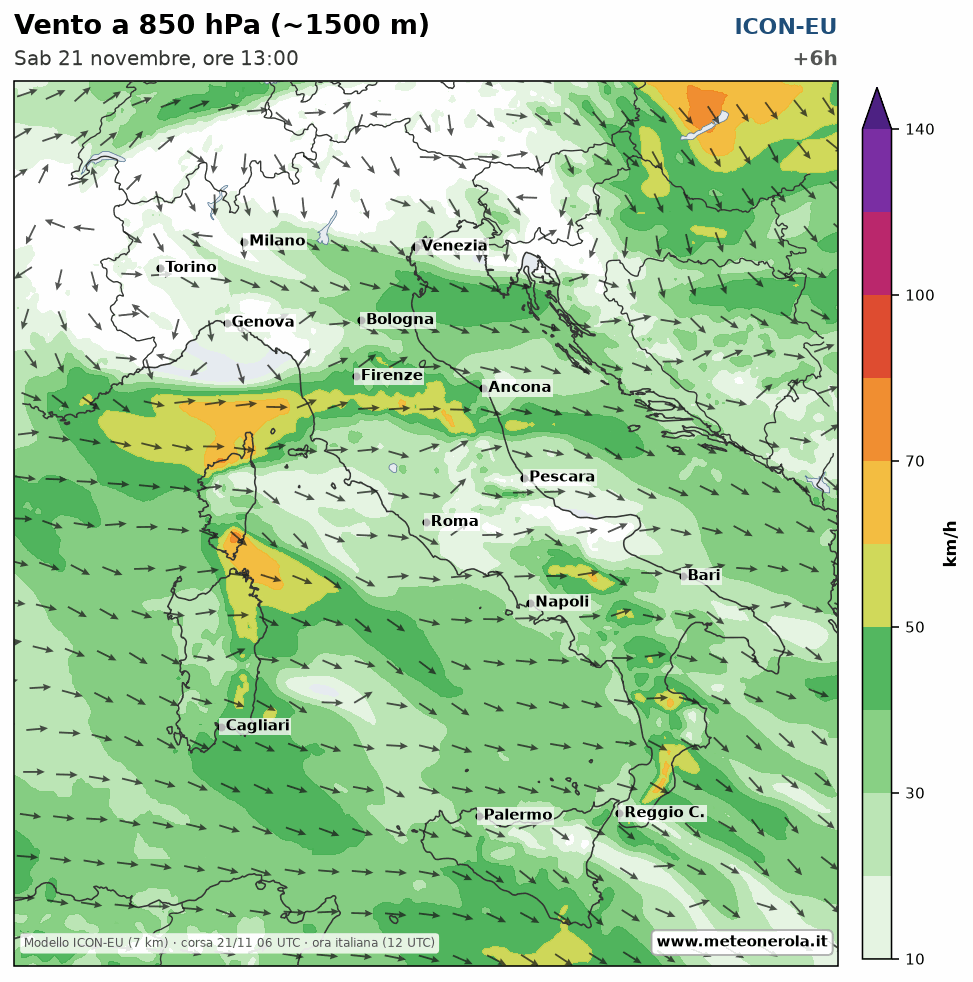 Vento a 850 hPa (~1500 m)
ICON-EU
Sab 21 novembre, ore 13:00
+6h
Milano
Venezia
Torino
Genova
Bologna
Firenze
Ancona
Pescara
Roma
Bari
Napoli
Cagliari
Palermo
Reggio C.
140
100
70
50
30
10
km/h
Modello ICON-EU (7 km) · corsa 21/11 06 UTC · ora italiana (12 UTC)
www.meteonerola.it